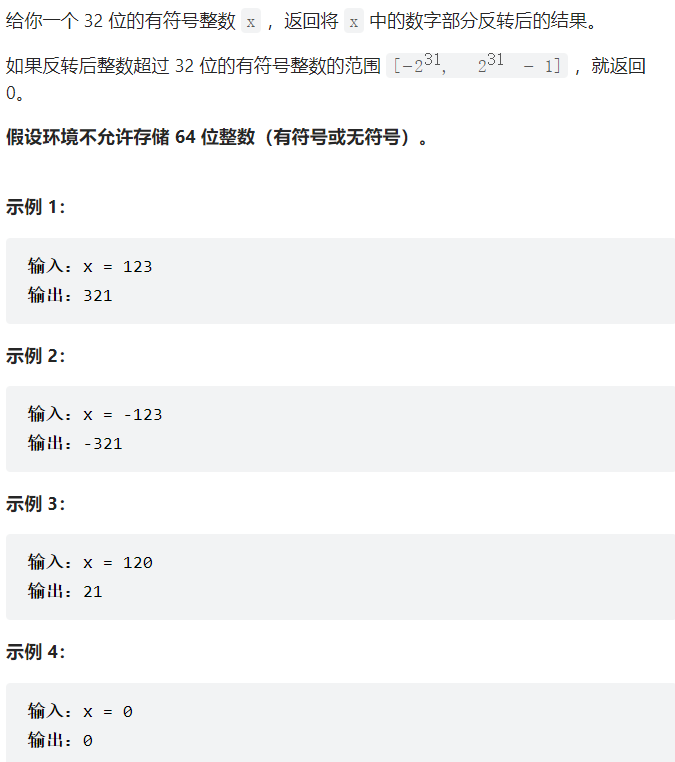 给你一个 32 位的有符号整数 x ，返回将 x 中的数字部分反转后的结果。
如果反转后整数超过 32 位的有符号整数的范围 [−2³¹,  2³¹ − 1] ，就返回
0。
假设环境不允许存储 64 位整数（有符号或无符号）。
示例 1：
输入：x = 123
输出：321
示例 2：
输入：x = -123
输出：-321
示例 3：
输入：x = 120
输出：21
示例 4：
输入：x = 0
输出：0